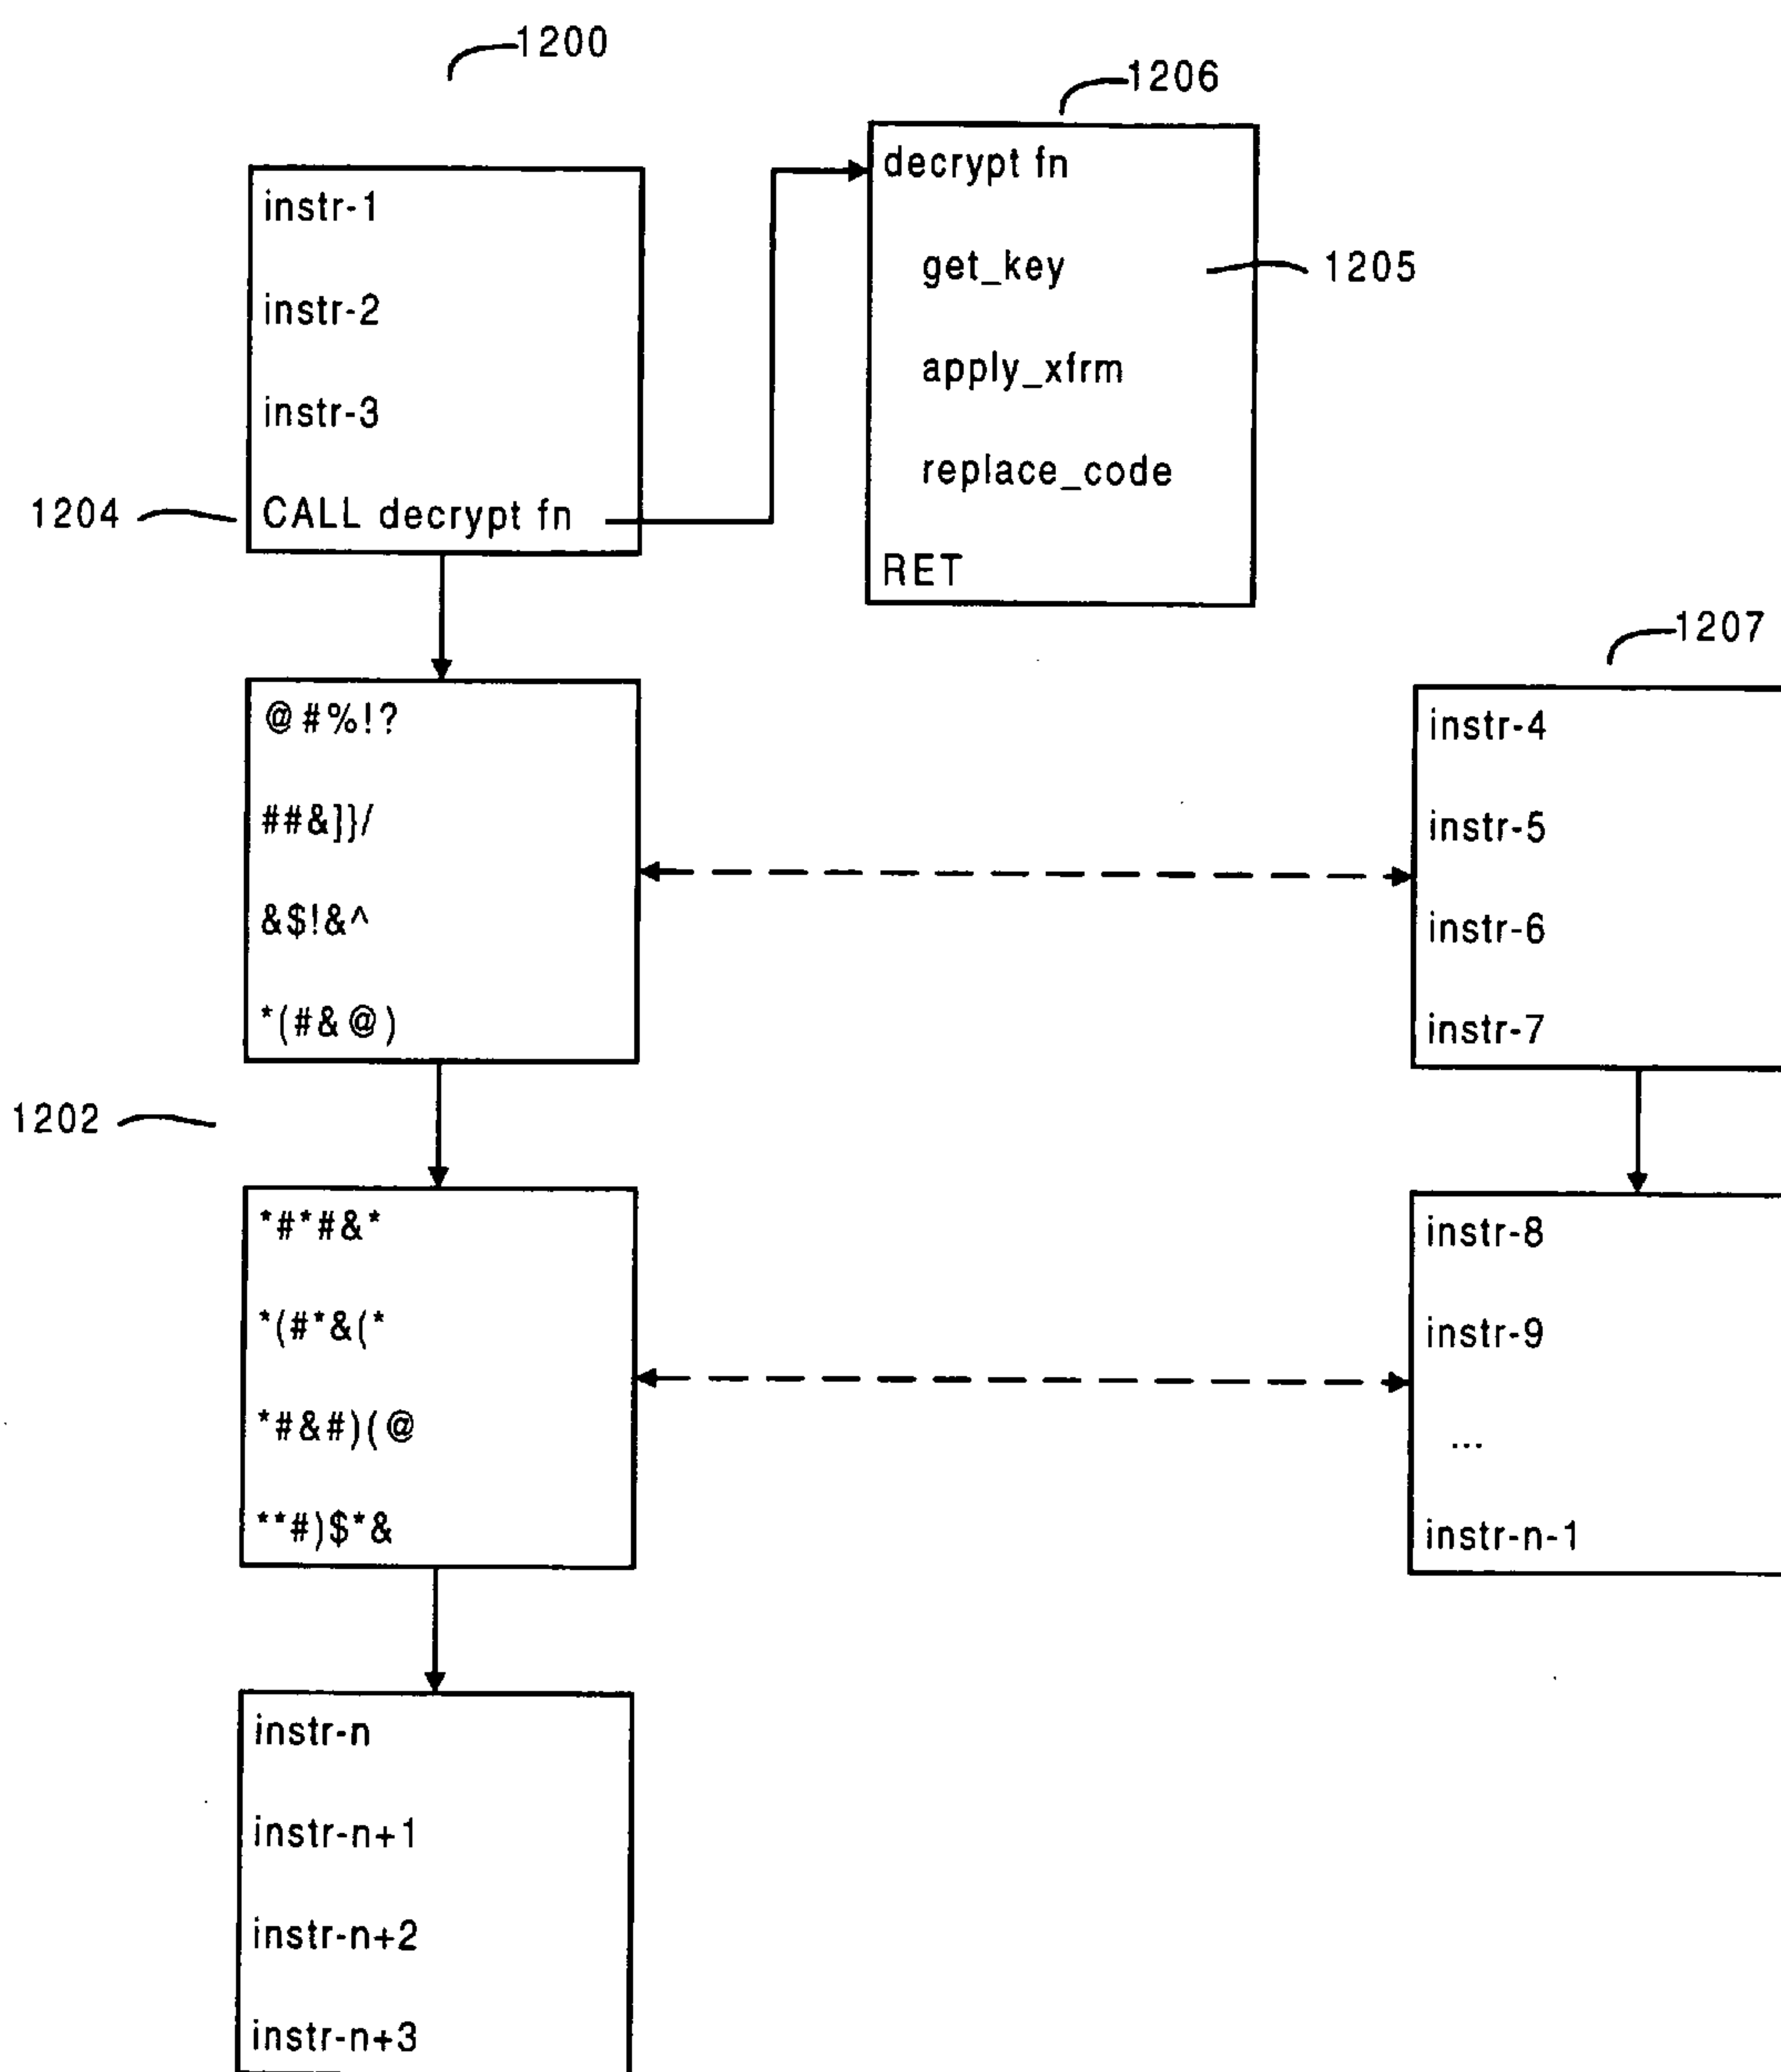 1200
1206
instr-1
instr-2
instr-3
1204
CALL decrypt fn
decrypt fn
get_key
1205
apply_xfrm
replace_code
RET
1207
@#%!?
##&]}/
&$!&^
*(#&@)
instr-4
instr-5
instr-6
instr-7
1202
*#*#&*
*(#*&(*
*#&#)(@
**#)$*&
instr-8
instr-9
...
instr-n-1
instr-n
instr-n+1
instr-n+2
instr-n+3